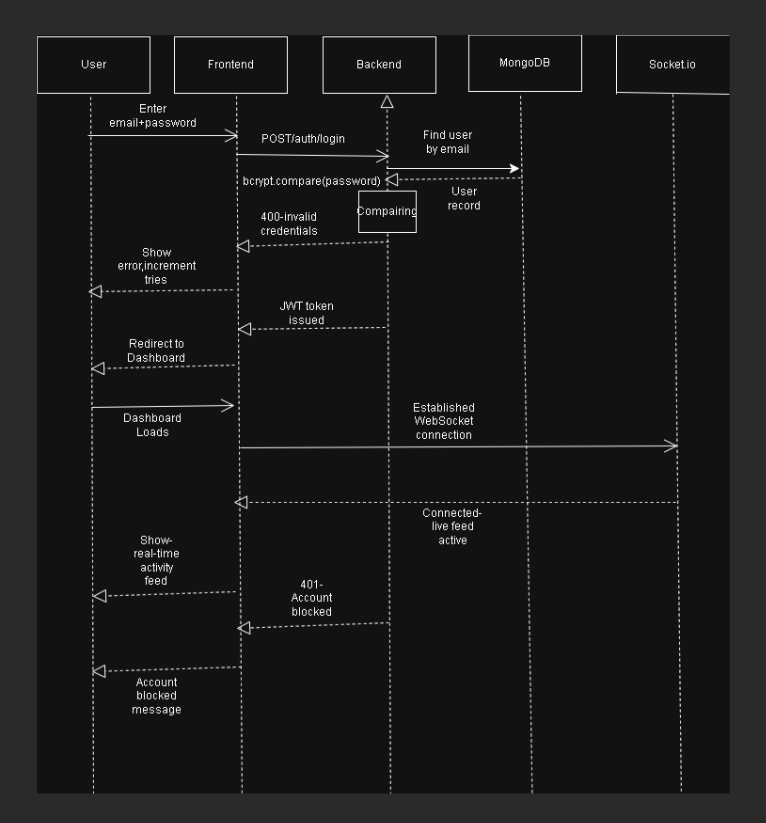 User
Frontend
Backend
MongoDB
Socket.io
Enter
email+password
POST/auth/login
Find user
by email
bcrypt.compare(password)
User
record
Compairing
400-invalid
credentials
Show
error,increment
tries
JWT token
issued
Redirect to
Dashboard
Dashboard
Loads
Established
WebSocket
connection
Connected-
live feed
active
Show-
real-time
activity
feed
401-
Account
blocked
Account
blocked
message